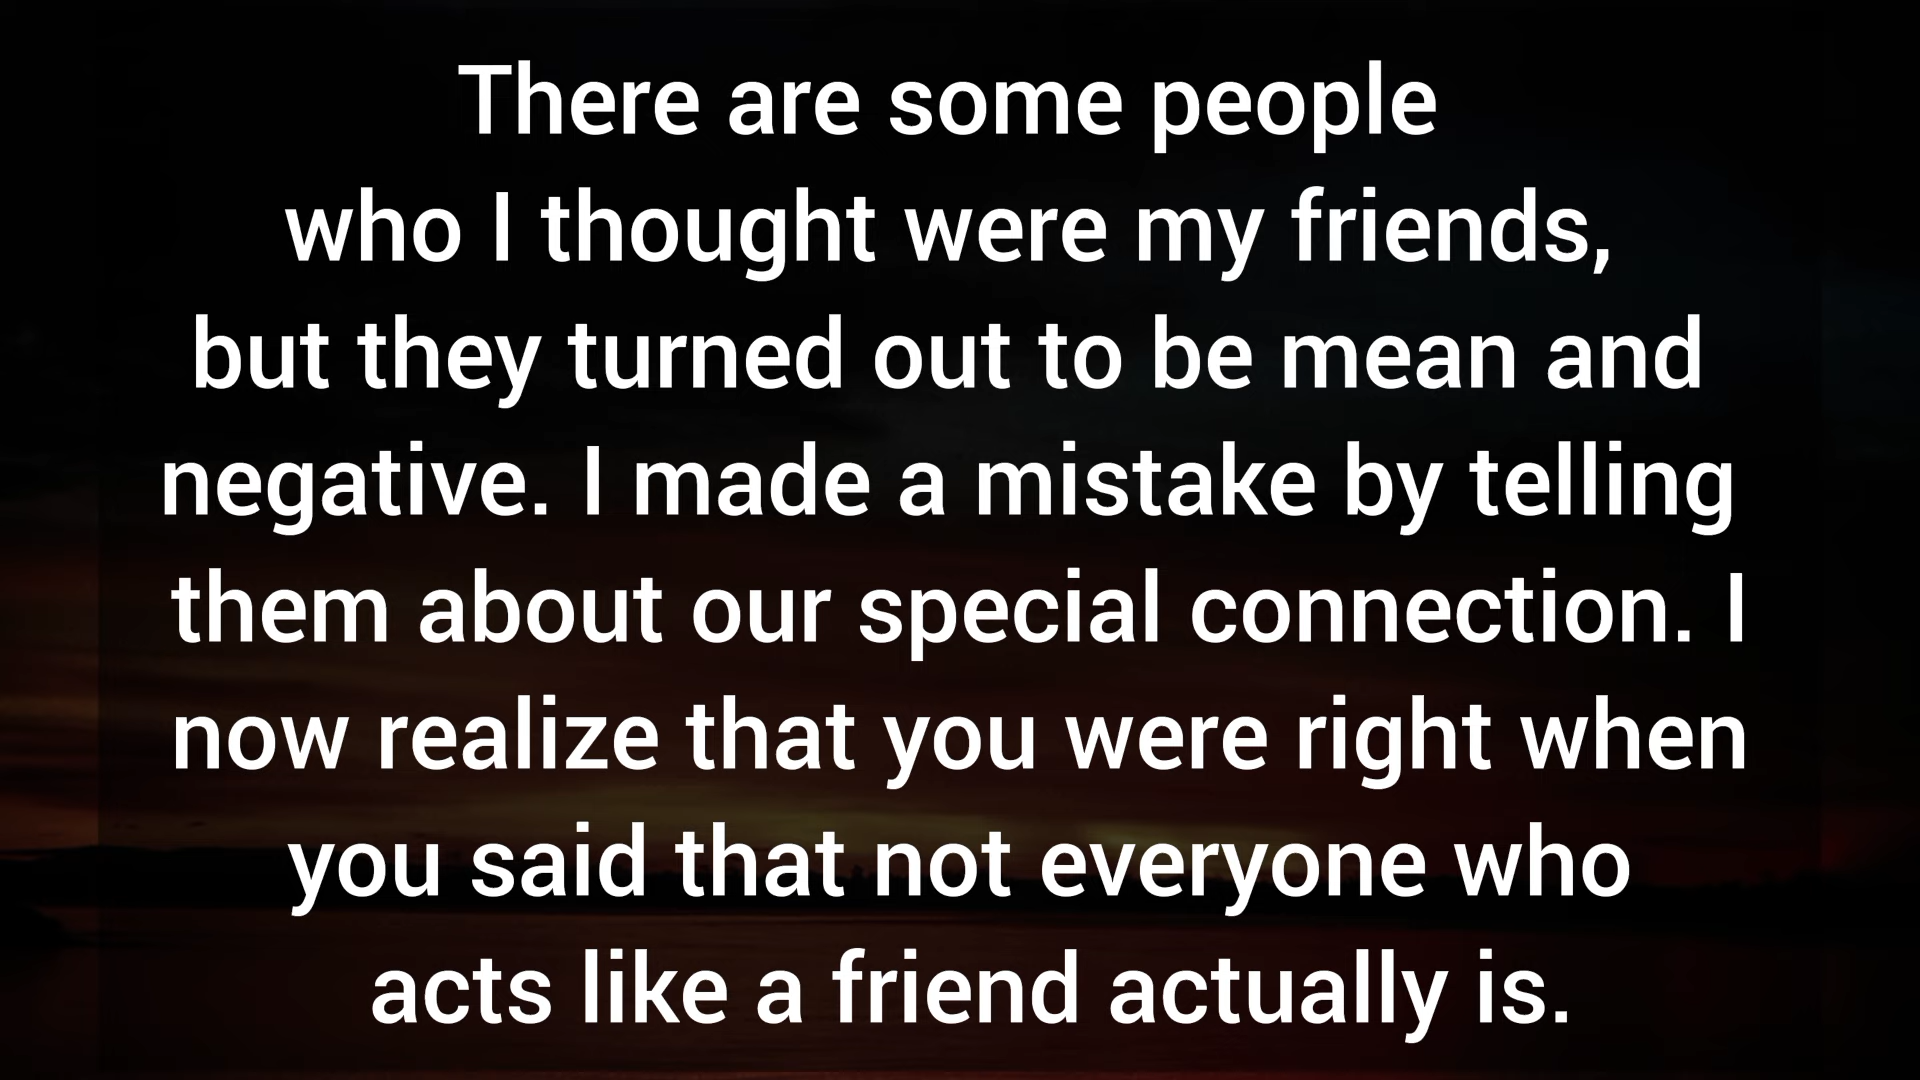 There are some people
who I thought were my friends,
but they turned out to be mean and
negative. I made a mistake by telling
them about our special connection. I
now realize that you were right when
you said that not everyone who
acts like a friend actually is.